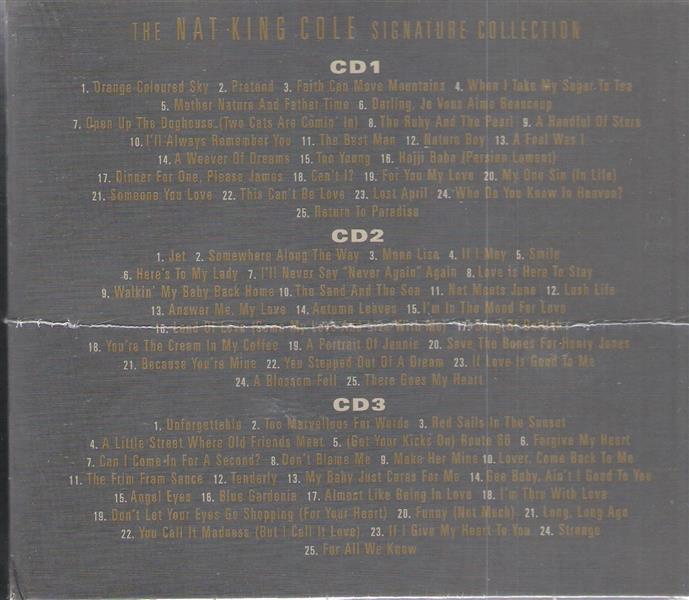 THE NAT KING COLE SIGNATURE COLLECTION
CD1
1. Orange Coloured Sky 2. Pretend 3. Faith Can Move Mountains 4. When I Take My Sugar To Tea
5. Mother Nature And Father Time 6. Darling, Je Vous Aime Beaucoup
7. Open Up The Doghouse (Two Cats Are Comin' In) 8. The Ruby And The Pearl 9. A Handful Of Stars
10. I'll Always Remember You 11. The Best Man 12. Nature Boy 13. A Fool Was I
14. A Weaver Of Dreams 15. Too Young 16. Hajji Baba (Persian Lament)
17. Dinner For One, Please James 18. Can't I? 19. For You My Love 20. My One Sin (In Life)
21. Someone You Love 22. This Can't Be Love 23. Lost April 24. Who Do You Know In Heaven?
25. Return To Paradise
CD2
1. Jet 2. Somewhere Along The Way 3. Mona Lisa 4. If I May 5. Smile
6. Here's To My Lady 7. I'll Never Say "Never Again" Again 8. Love is Here To Stay
9. Walkin' My Baby Back Home 10. The Sand And The Sea 11. Nat Meets June 12. Lush Life
13. Answer Me, My Love 14. Autumn Leaves 15. I'm In The Mood For Love
16. Land Of Love Me)
18. You're The Cream In My Coffee 19. A Portrait Of Jennie 20. Save The Bones For Henry Jones
21. Because You're Mine 22. You Stepped Out Of A Dream 23. If Love Is Good To Me
24. A Blossom Fell 25. There Goes My Heart
CD3
1. Unforgettable 2. Too Marvellous For Words 3. Red Sails In The Sunset
4. A Little Street Where Old Friends Meet 5. (Get Your Kicks On) Route 66 6. Forgive My Heart
7. Can I Come In For A Second? 8. Don't Blame Me 9. Make Her Mine 10. Lover, Come Back To Me
11. The Frim Fram Sauce 12. Tenderly 13. My Baby Just Cares For Me 14. Gee Baby, Ain't I Good To You
15. Angel Eyes 16. Blue Gardenia 17. Almost Like Being In Love 18. I'm Thru With Love
19. Don't Let Your Eyes Go Shopping (For Your Heart) 20. Funny (Not Much) 21. Long, Long Ago
22. You Call It Madness (But I Call It Love) 23. If I Give My Heart To You 24. Strange
25. For All We Know